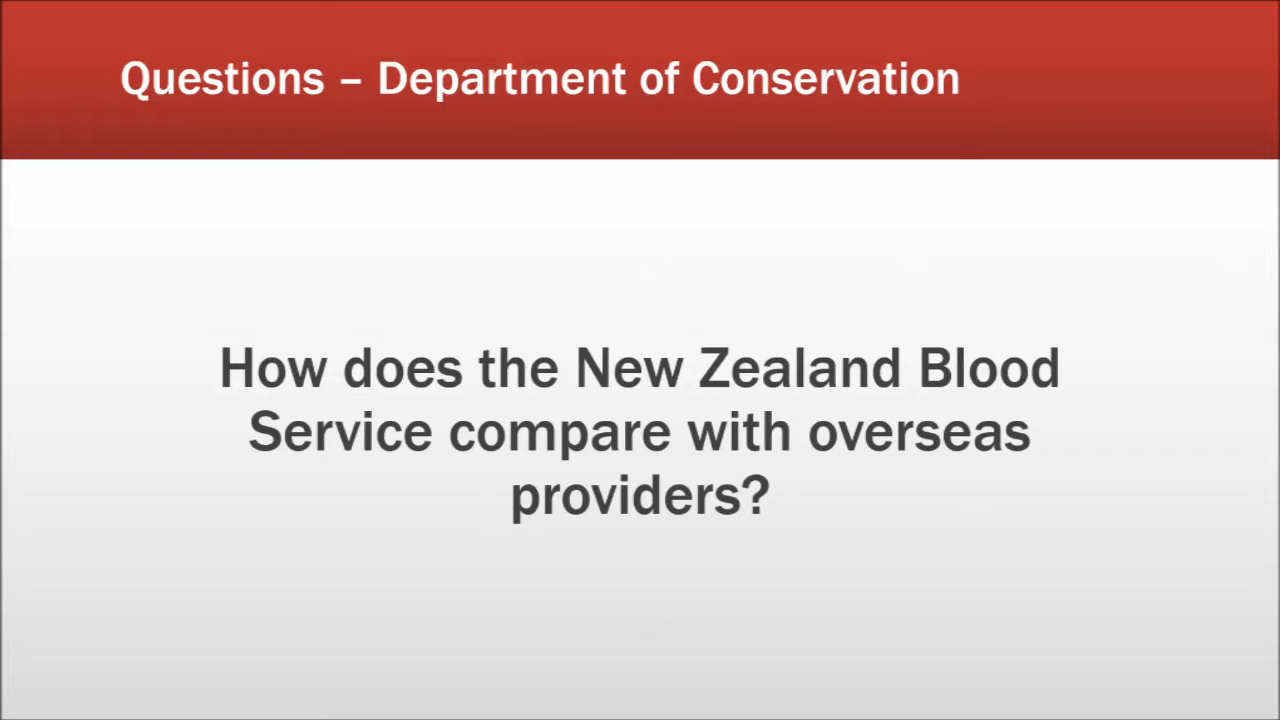 Questions – Department of Conservation
How does the New Zealand Blood
Service compare with overseas
providers?